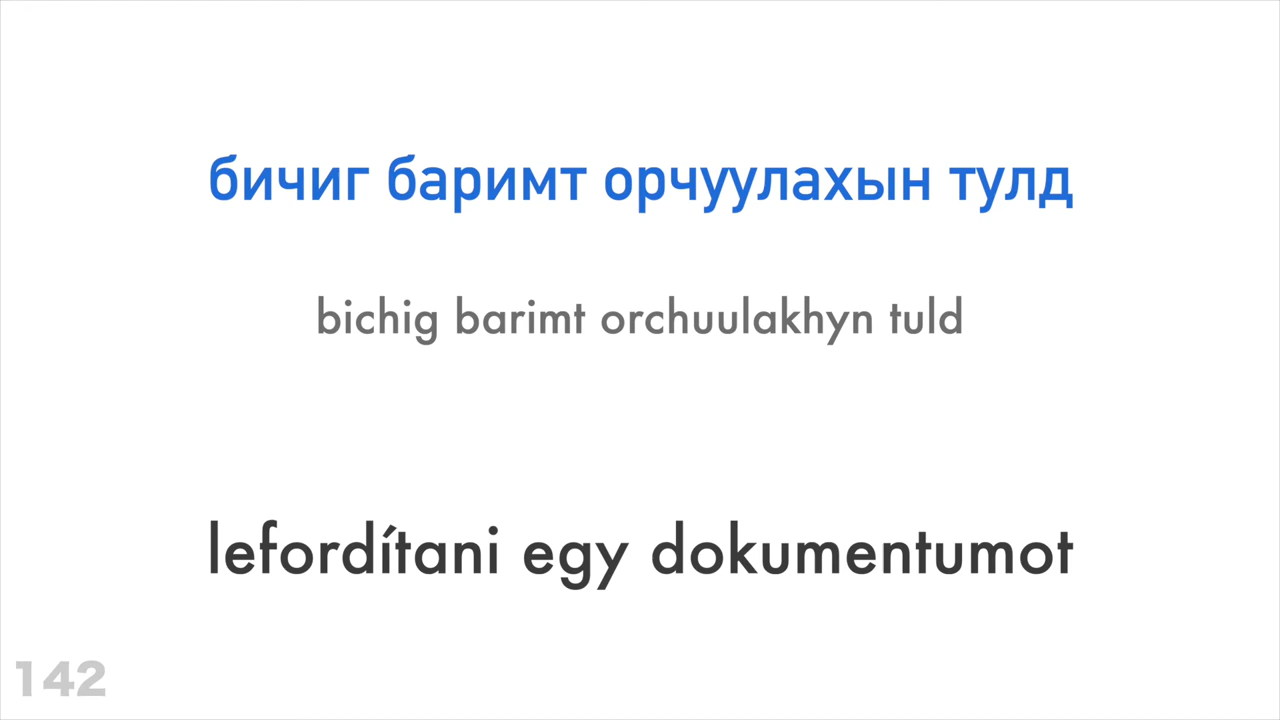 бичиг баримт орчуулахын тулд
bichig barimt orchuulakhyn tuld
lefordítani egy dokumentumot
142